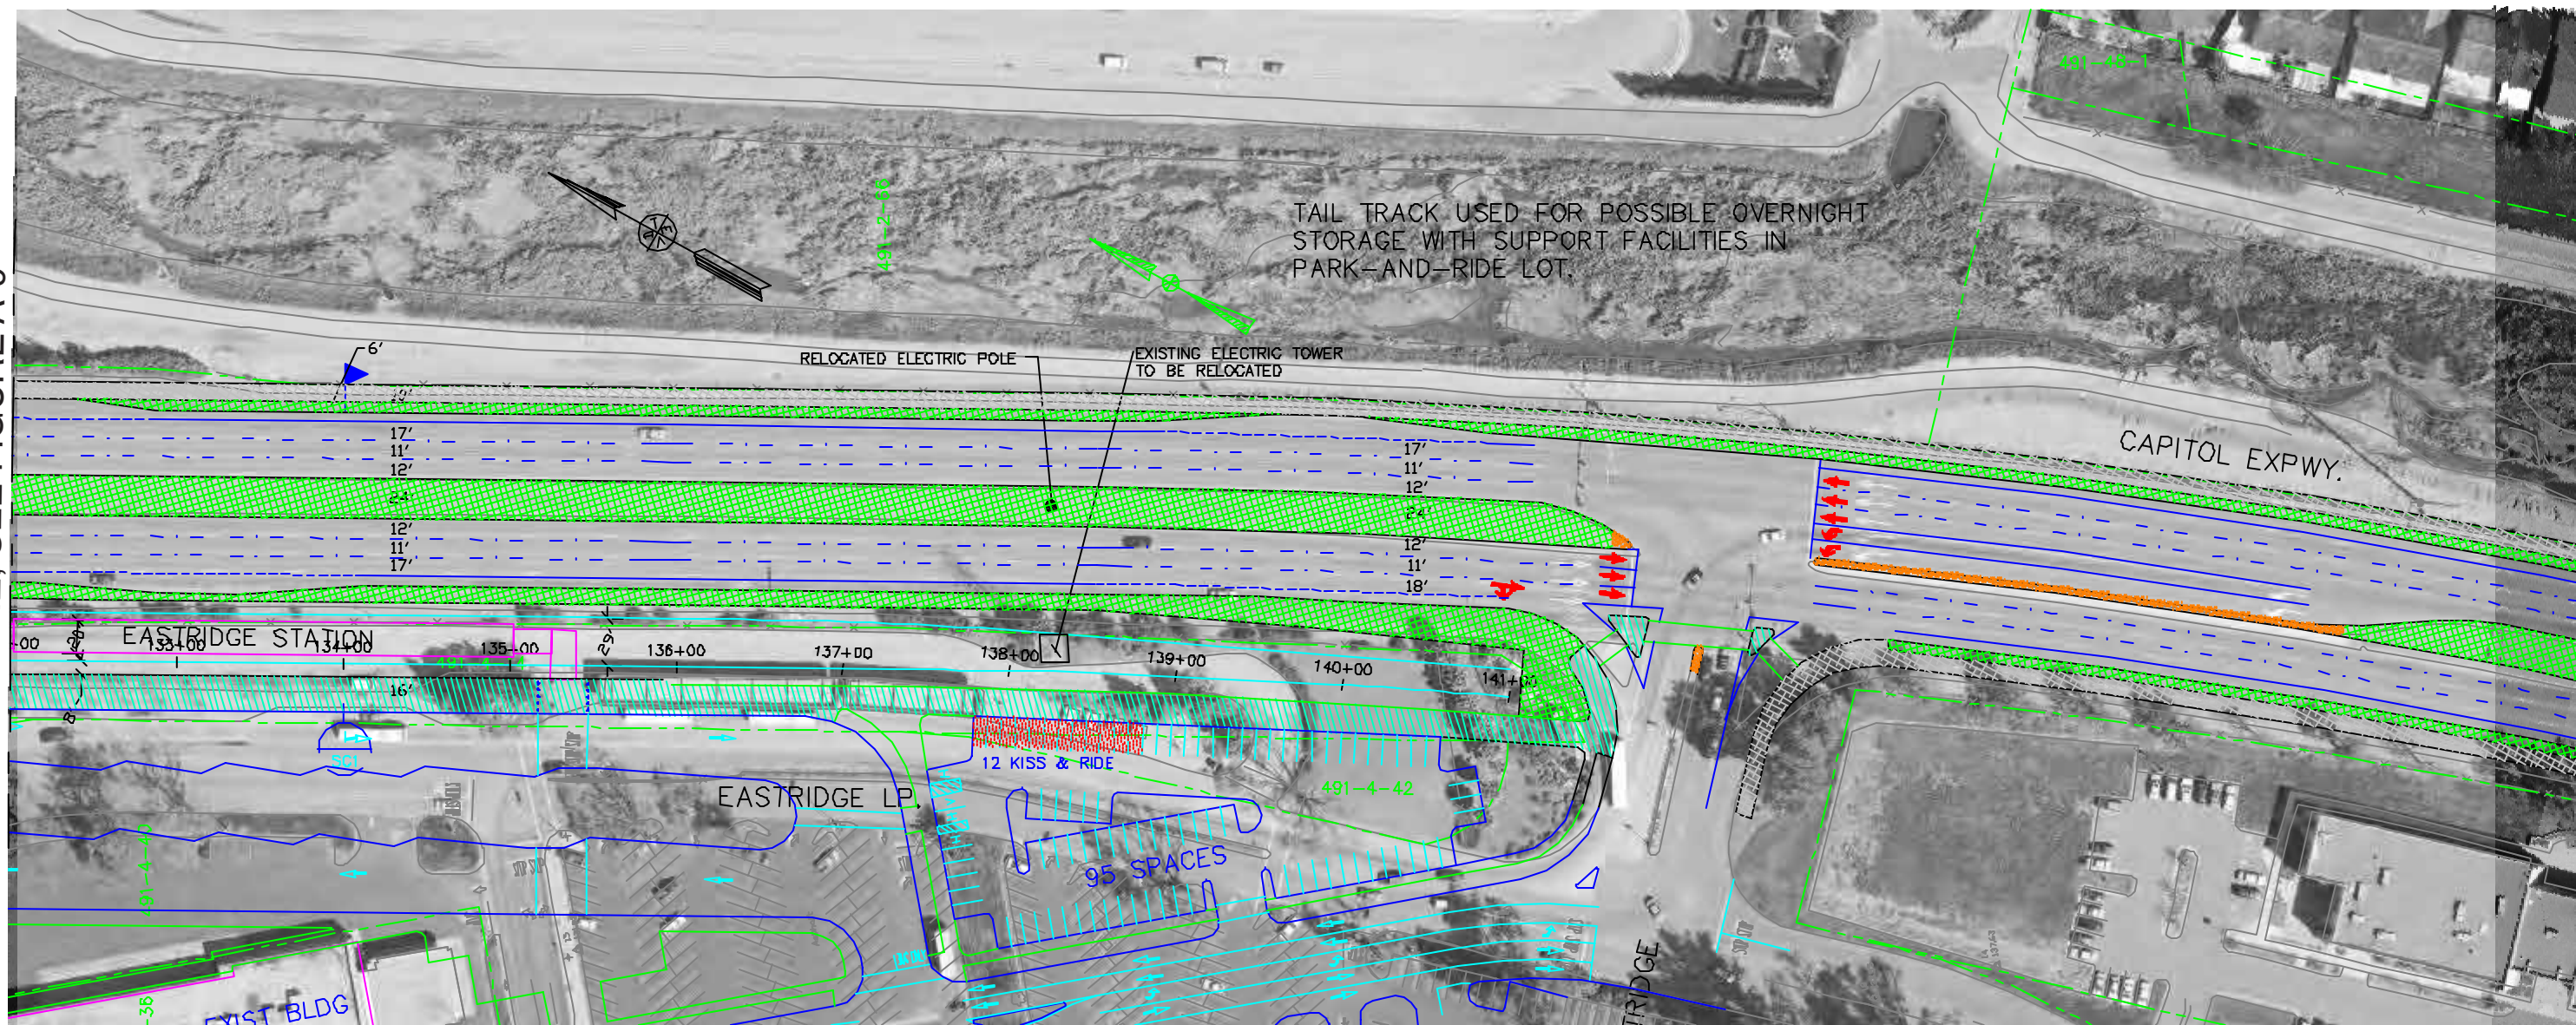 491-48-1
491-2-66
TAIL TRACK USED FOR POSSIBLE OVERNIGHT
STORAGE WITH SUPPORT FACILITIES IN
PARK-AND-RIDE LOT.
6'
RELOCATED ELECTRIC POLE
EXISTING ELECTRIC TOWER
TO BE RELOCATED
CAPITOL EXPWY.
17'
11'
12'
24'
12'
11'
17'
17'
11'
12'
24'
12'
11'
18'
EASTRIDGE STATION
133+00
134+00
135+00
136+00
137+00
138+00
139+00
140+00
141+00
28'
29'
16'
8'
SC1
12 KISS & RIDE
EASTRIDGE LP.
491-4-42
95 SPACES
EXIST BLDG